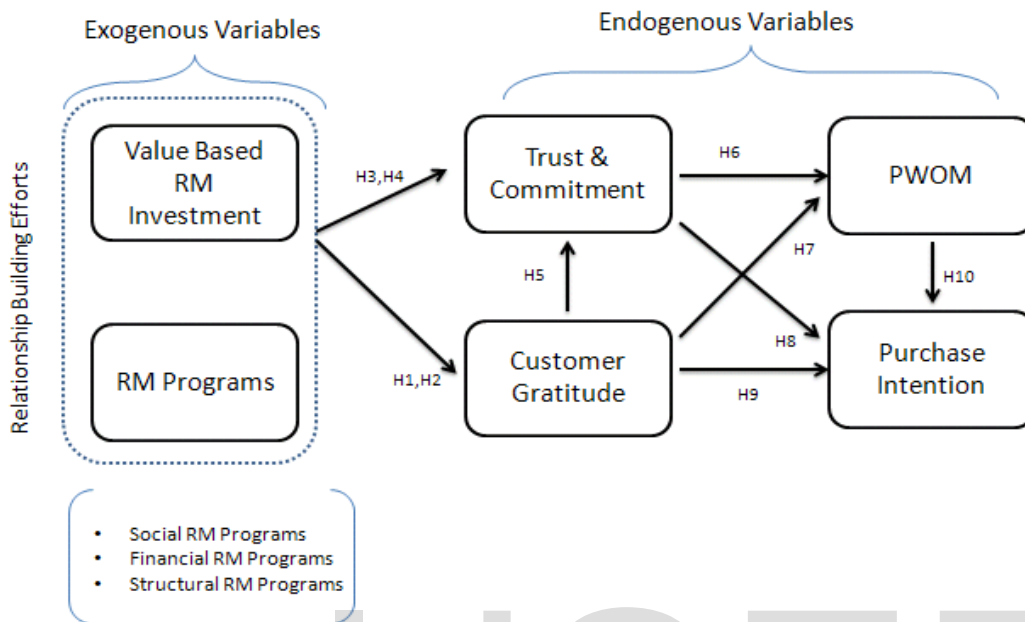 Exogenous Variables
Endogenous Variables
Relationship Building Efforts
Value Based
RM
Investment
RM Programs
H3,H4
H1,H2
Trust &
Commitment
H5
Customer
Gratitude
H6
H7
H8
H9
PWOM
H10
Purchase
Intention
• Social RM Programs
• Financial RM Programs
• Structural RM Programs